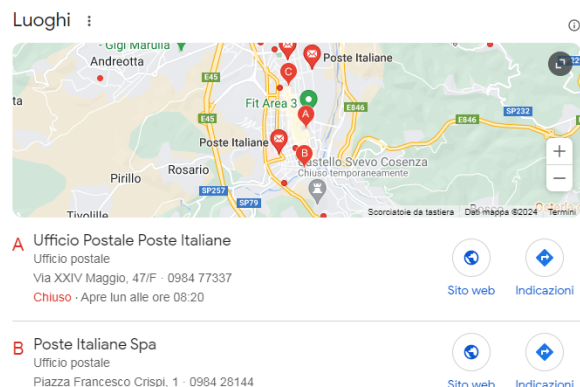 Luoghi
Gigi Marulla
Andreotta
E45
Poste Italiane
C
ta
Fit Area 3
A
E846
SP232
E45
E846
Poste Italiane
B
Castello Svevo Cosenza
Chiuso temporaneamente
Rosario
Pirillo
SP257
SP79
Tivolille
Scorciatoie da tastiera
Dati mappa ©2024
Termini
A
Ufficio Postale Poste Italiane
Ufficio postale
Via XXIV Maggio, 47/F · 0984 77337
Chiuso · Apre lun alle ore 08:20
Sito web
Indicazioni
B
Poste Italiane Spa
Ufficio postale
Piazza Francesco Crispi, 1 · 0984 28144
Sito web
Indicazioni